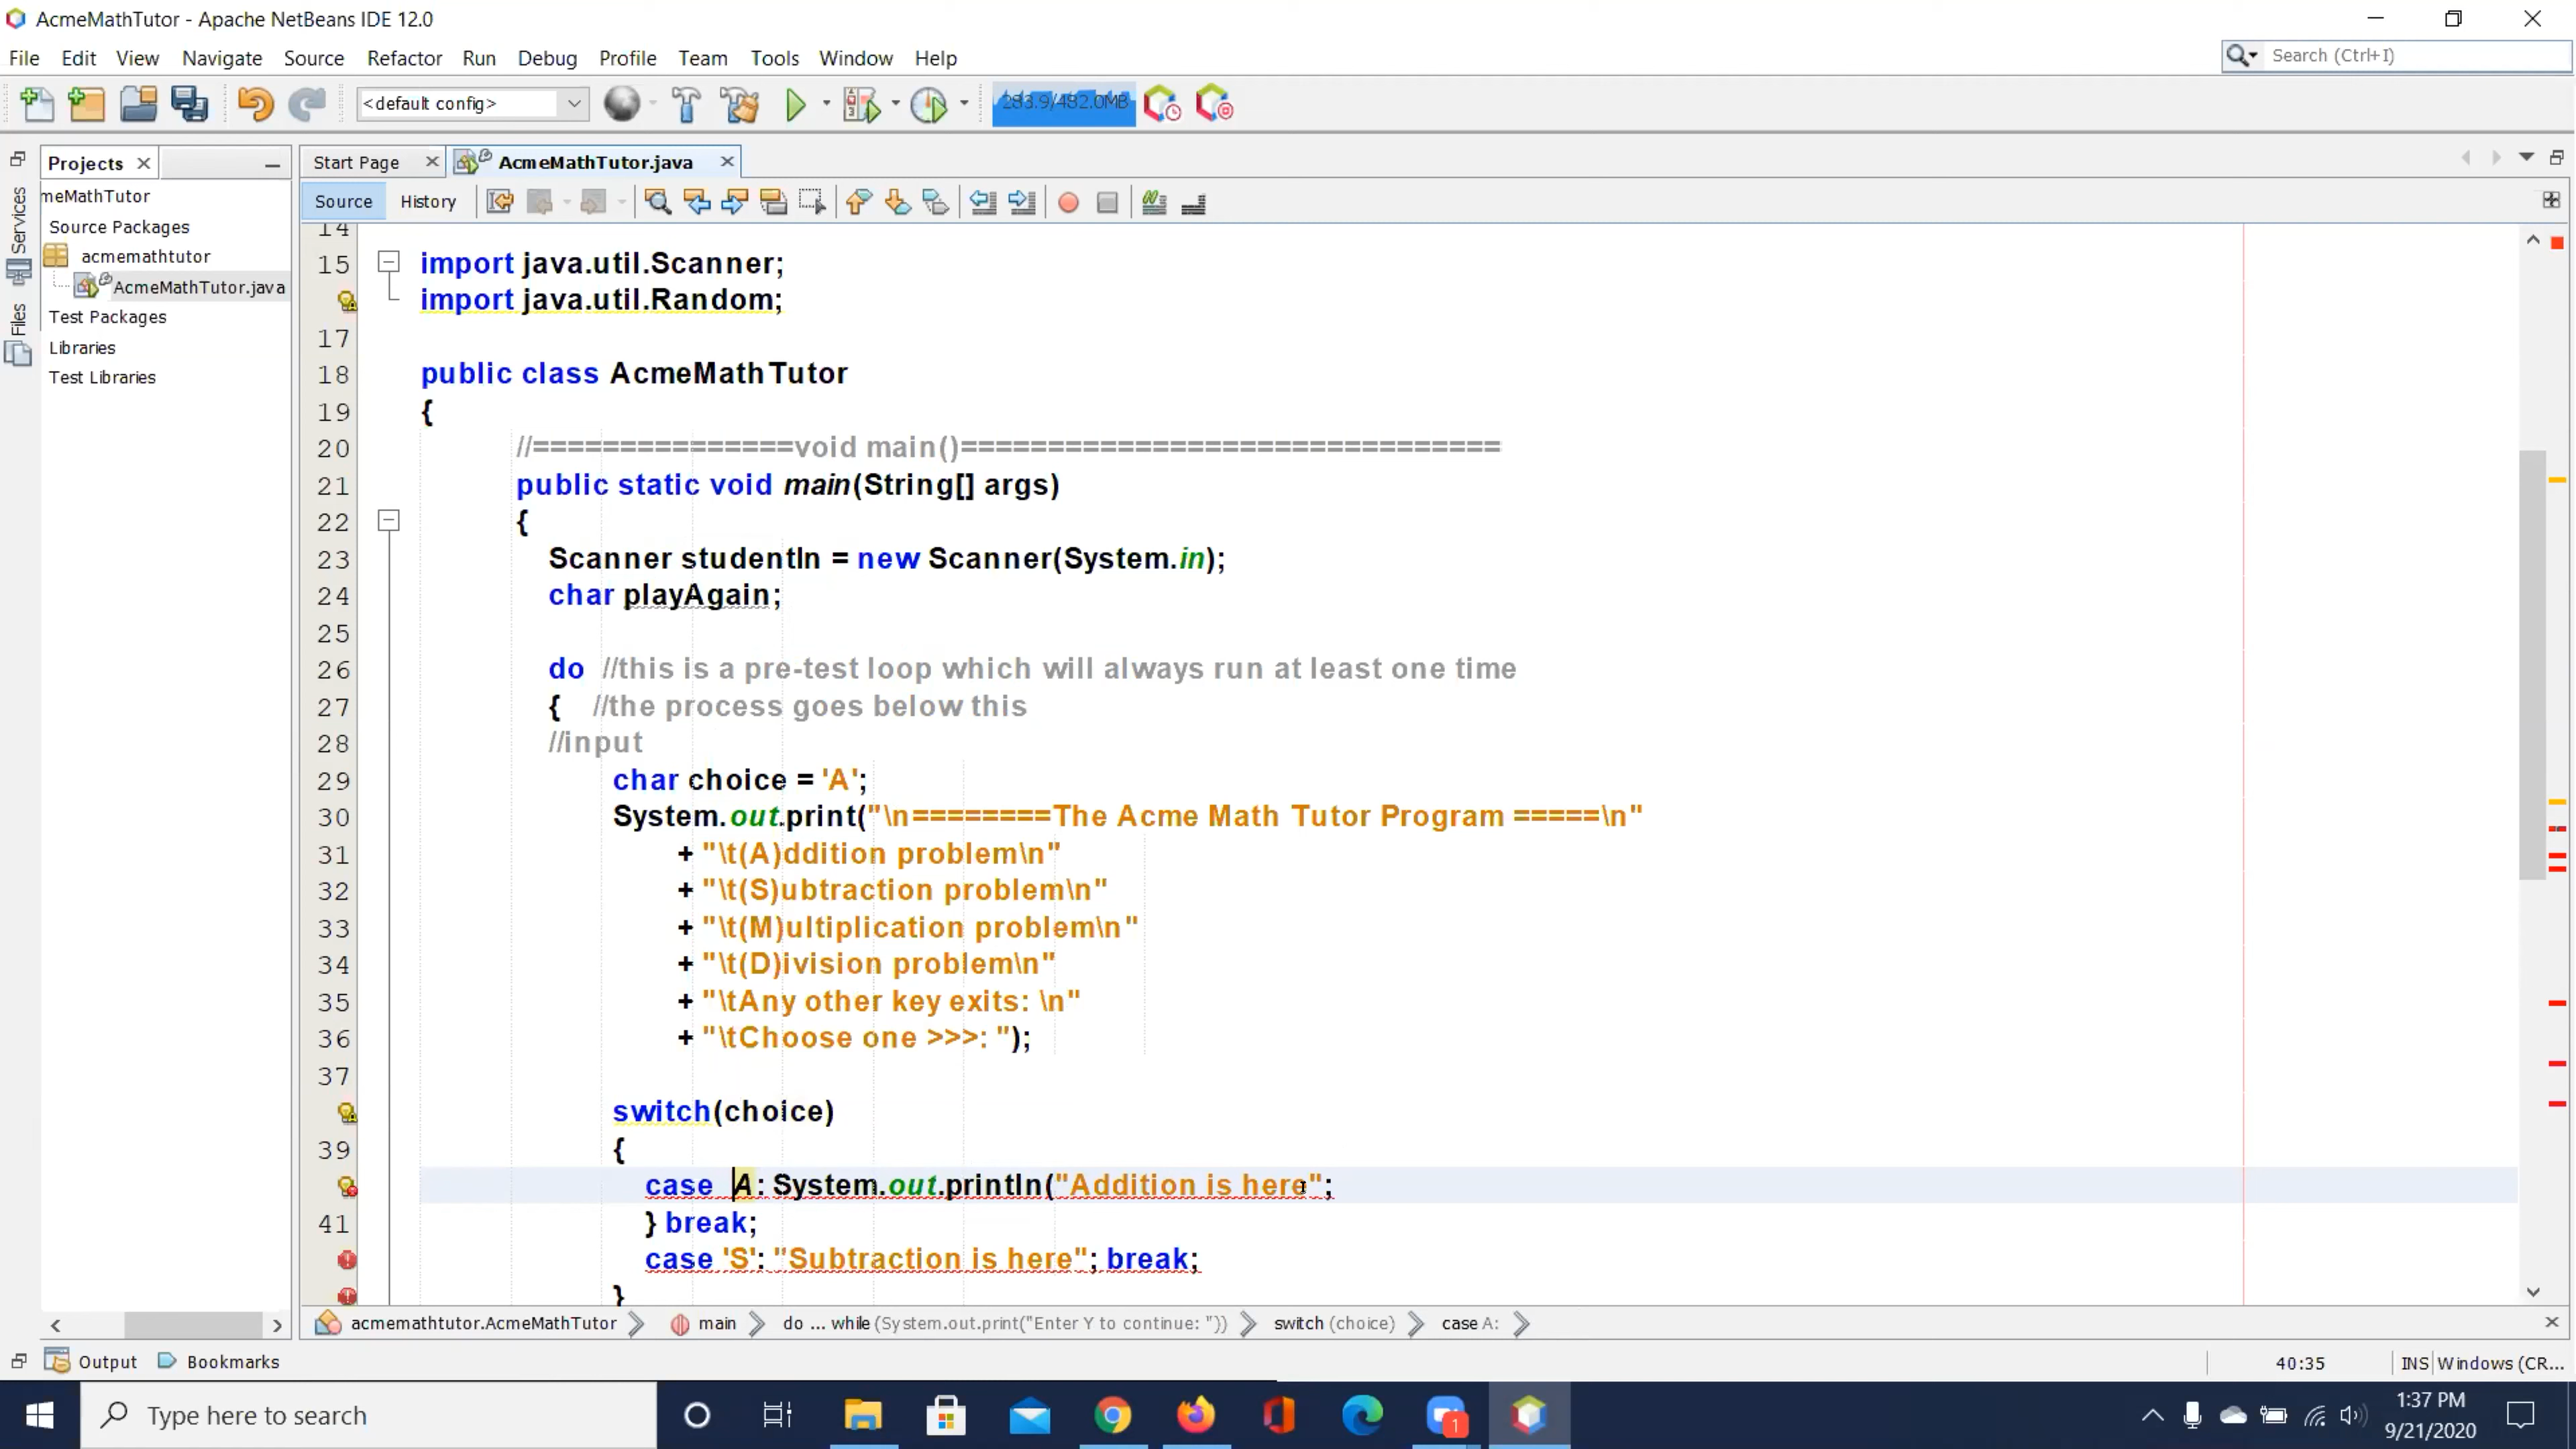 AcmeMathTutor - Apache NetBeans IDE 12.0
File Edit View Navigate Source Refactor Run Debug Profile Team Tools Window Help
Search (Ctrl+I)
<default config>
283.9/482.0MB
Projects
Start Page
AcmeMathTutor.java
Source History
Services
Files
meMathTutor
Source Packages
acmemathtutor
AcmeMathTutor.java
Test Packages
Libraries
Test Libraries
14
15 import java.util.Scanner;
import java.util.Random;
17
18 public class AcmeMathTutor
19 {
20 //===============void main()===============================
21 public static void main(String[] args)
22 {
23 Scanner studentIn = new Scanner(System.in);
24 char playAgain;
25
26 do //this is a pre-test loop which will always run at least one time
27 { //the process goes below this
28 //input
29 char choice = 'A';
30 System.out.print("\n========The Acme Math Tutor Program =====\n"
31 + "\t(A)ddition problem\n"
32 + "\t(S)ubtraction problem\n"
33 + "\t(M)ultiplication problem\n"
34 + "\t(D)ivision problem\n"
35 + "\tAny other key exits: \n"
36 + "\tChoose one >>>: ");
37
switch(choice)
39 {
case A: System.out.println("Addition is here";
41 } break;
case 'S': "Subtraction is here"; break;
}
acmemathtutor.AcmeMathTutor main do ... while (System.out.print("Enter Y to continue: ")) switch (choice) case A:
Output Bookmarks
40:35 INS Windows (CR...
Type here to search
1
1:37 PM
9/21/2020